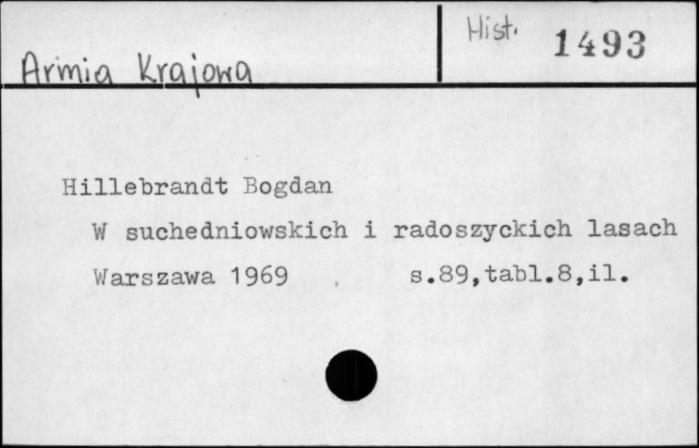 Hist. 1493
Armia Krajowa
Hillebrandt Bogdan
W suchedniowskich i radoszyckich lasach
Warszawa 1969 s.89,tabl.8,il.